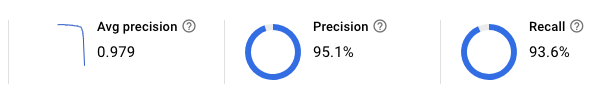 Avg precision
0.979
Precision
95.1%
Recall
93.6%